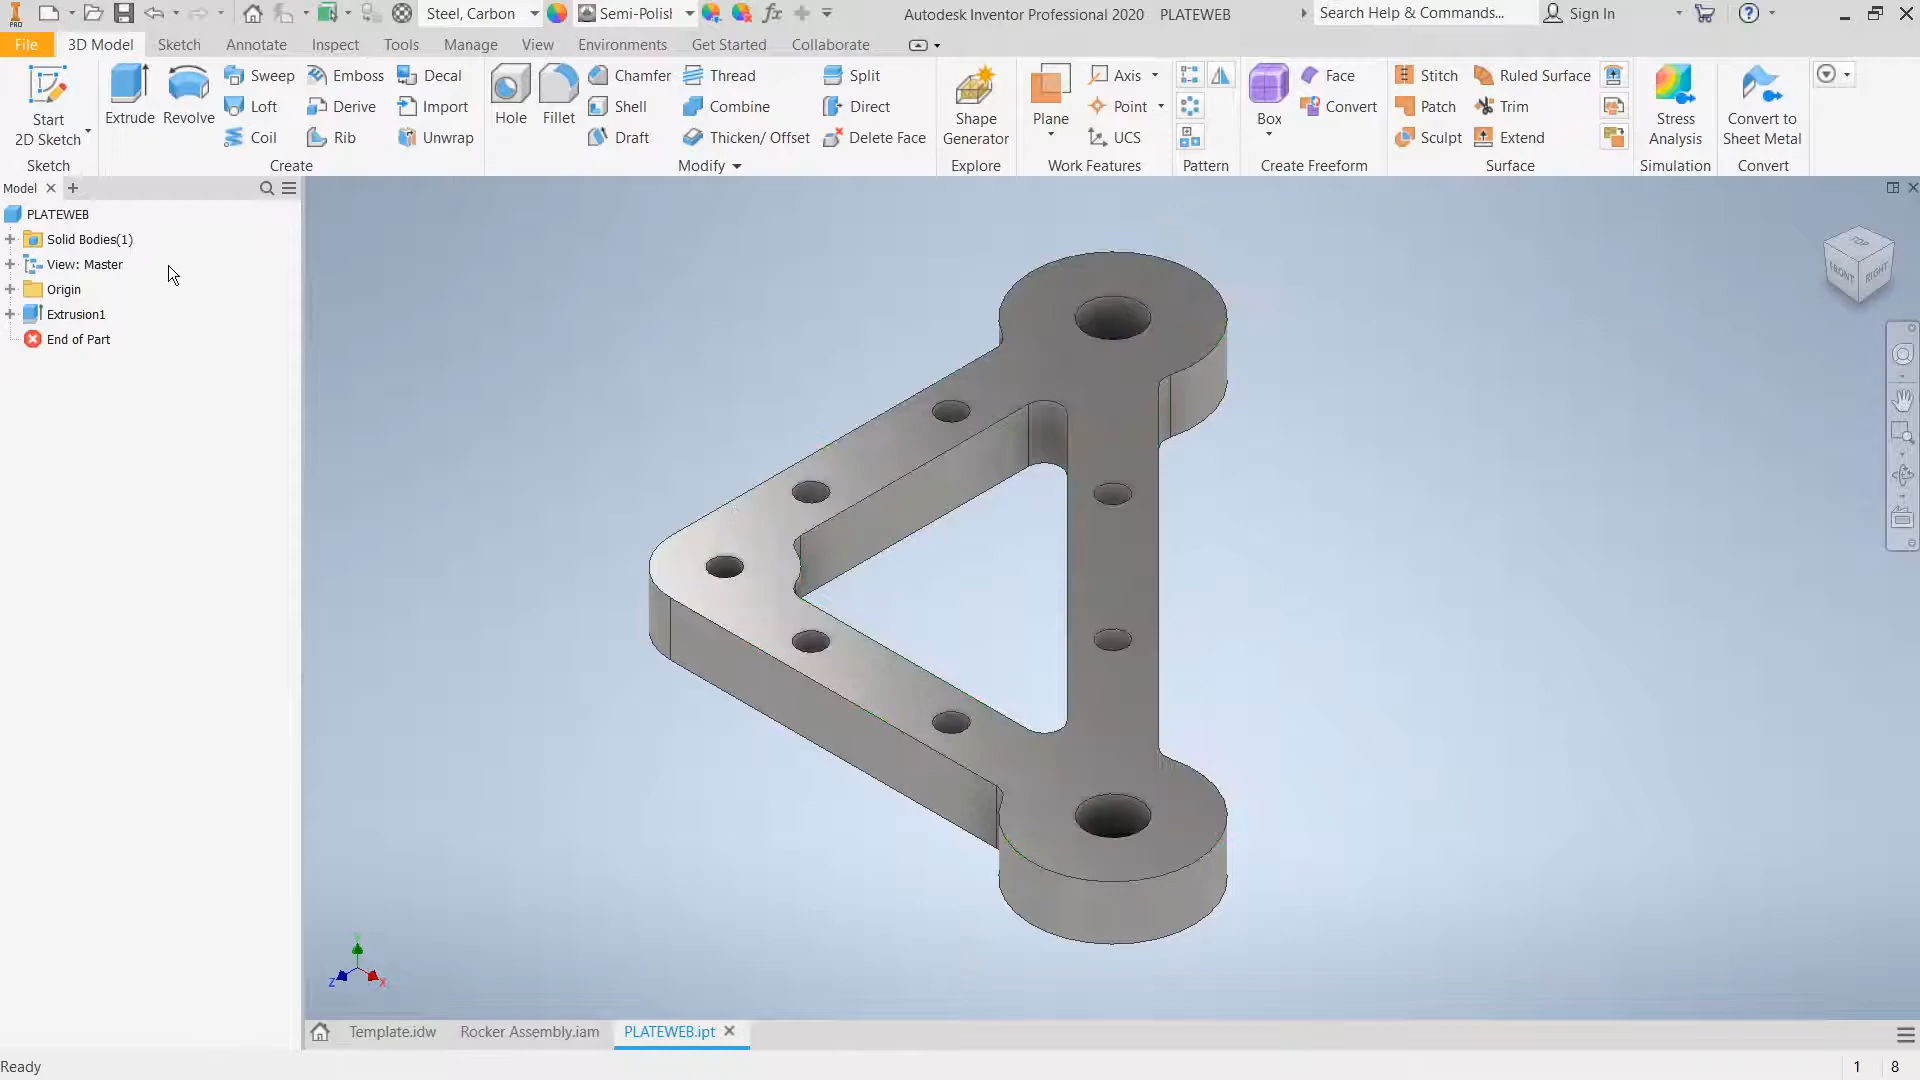 PRO
Steel, Carbon
Semi-Polisl
fx
Autodesk Inventor Professional 2020 PLATEWEB
Search Help & Commands...
Sign In
File
3D Model
Sketch
Annotate
Inspect
Tools
Manage
View
Environments
Get Started
Collaborate
Start
2D Sketch
Sketch
Extrude
Revolve
Sweep
Loft
Coil
Emboss
Derive
Rib
Decal
Import
Unwrap
Create
Hole
Fillet
Chamfer
Shell
Draft
Thread
Combine
Thicken/ Offset
Split
Direct
Delete Face
Modify
Shape
Generator
Explore
Plane
Axis
Point
UCS
Work Features
Pattern
Box
Face
Convert
Create Freeform
Stitch
Patch
Sculpt
Ruled Surface
Trim
Extend
Surface
Stress
Analysis
Simulation
Convert to
Sheet Metal
Convert
Model
PLATEWEB
Solid Bodies(1)
View: Master
Origin
Extrusion1
End of Part
TOP
FRONT
RIGHT
Y
Z
X
Template.idw
Rocker Assembly.iam
PLATEWEB.ipt
Ready
1
8